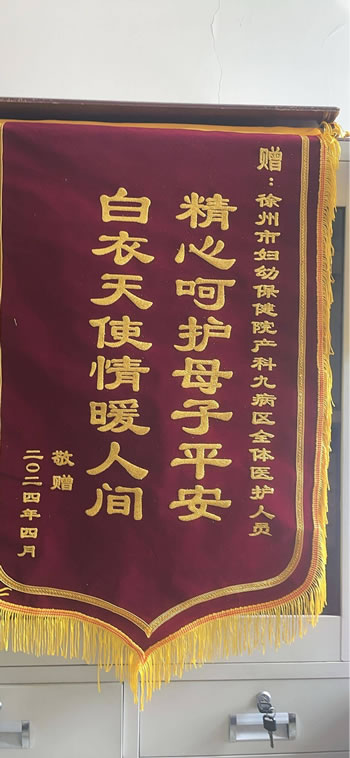 赠：徐州市妇幼保健院产科九病区全体医护人员
精心呵护母子平安
白衣天使情暖人间
敬赠
二〇二四年四月